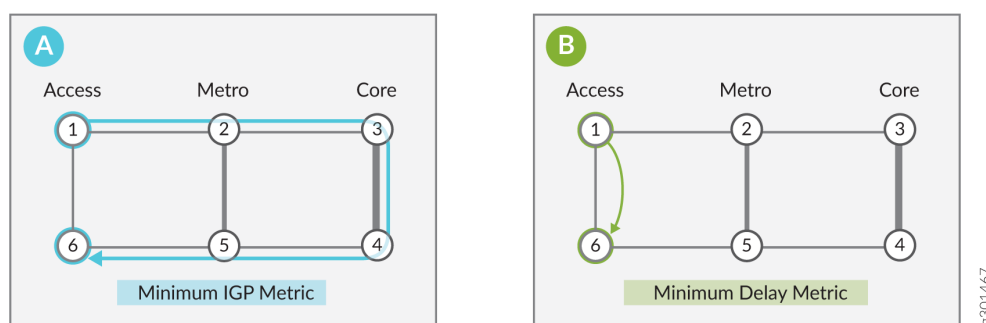 A
Access Metro Core
1 2 3
6 5 4
Minimum IGP Metric
B
Access Metro Core
1 2 3
6 5 4
Minimum Delay Metric
g301467